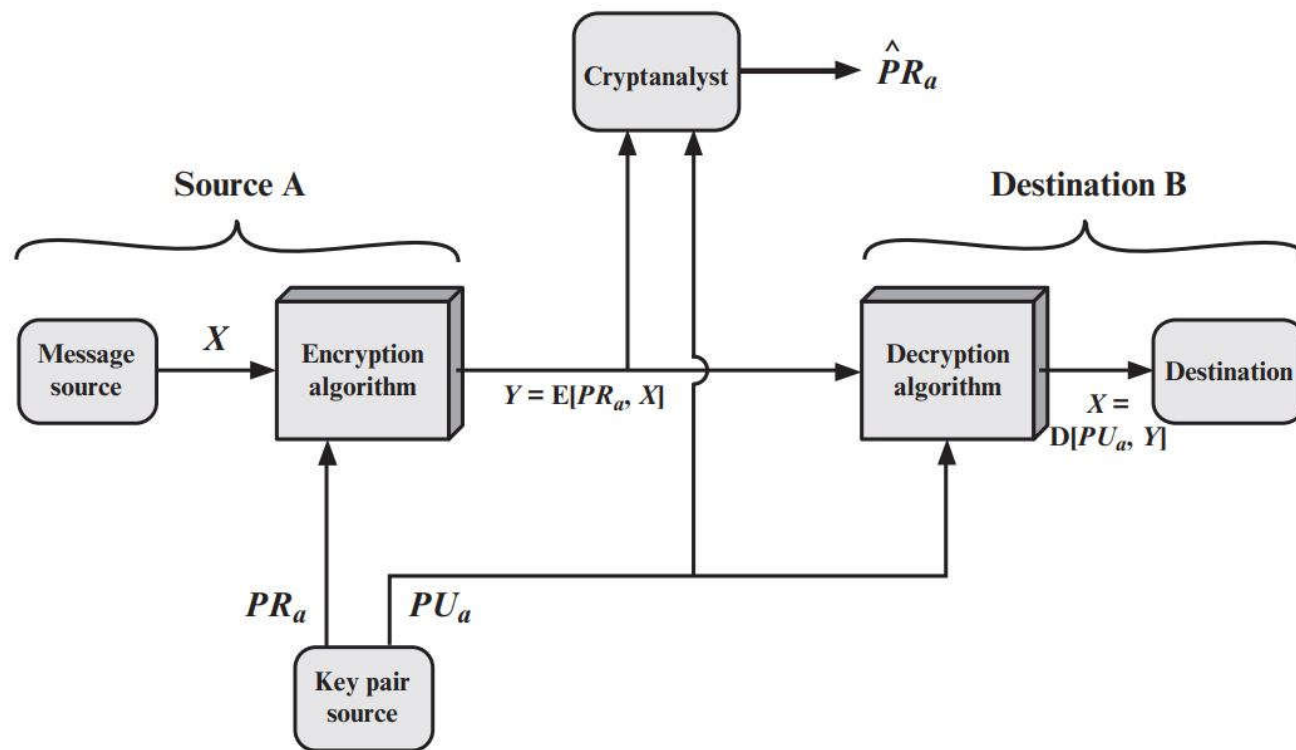 Cryptanalyst
P̂Rₐ
Source A
Destination B
Message
source
X
Encryption
algorithm
Y = E[PRₐ, X]
Decryption
algorithm
X =
D[PUₐ, Y]
Destination
PRₐ
PUₐ
Key pair
source